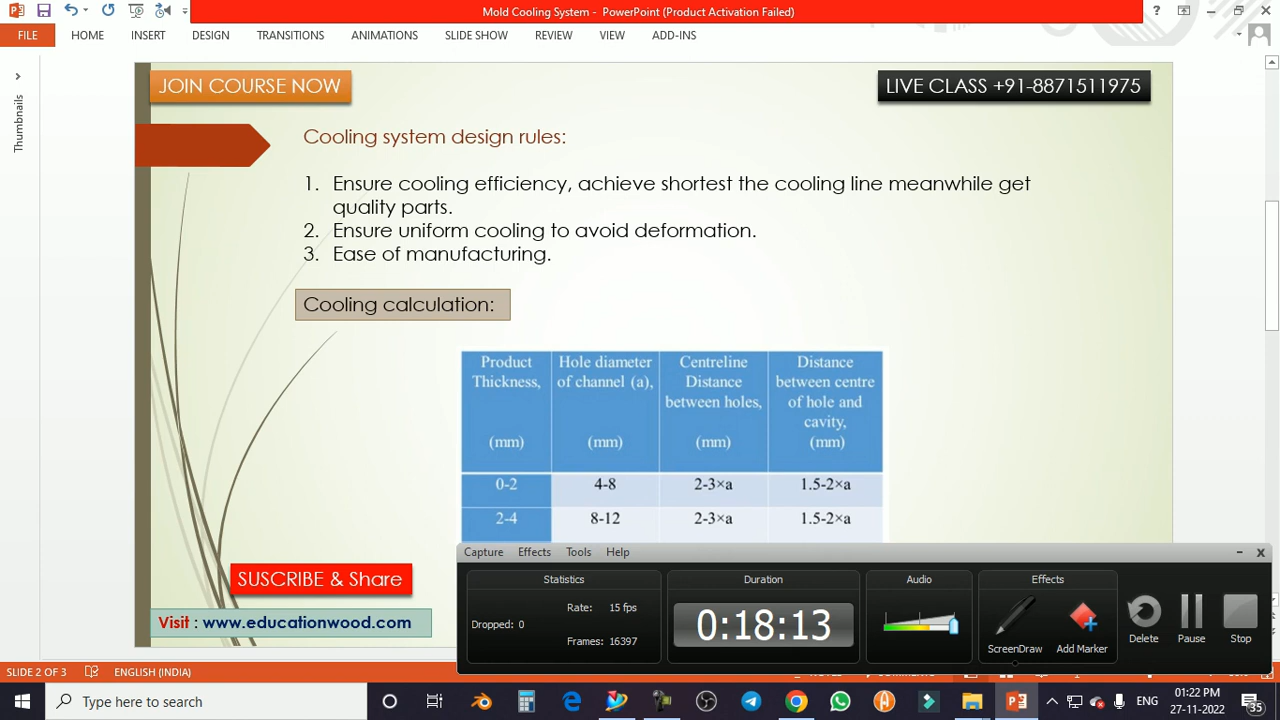 Mold Cooling System - PowerPoint (Product Activation Failed)
?
FILE HOME INSERT DESIGN TRANSITIONS ANIMATIONS SLIDE SHOW REVIEW VIEW ADD-INS
Thumbnails
JOIN COURSE NOW
LIVE CLASS +91-8871511975
Cooling system design rules:
1. Ensure cooling efficiency, achieve shortest the cooling line meanwhile get
quality parts.
2. Ensure uniform cooling to avoid deformation.
3. Ease of manufacturing.
Cooling calculation:
Product Thickness, (mm) Hole diameter of channel (a), (mm) Centreline Distance between holes, (mm) Distance between centre of hole and cavity, (mm)
0-2 4-8 2-3×a 1.5-2×a
2-4 8-12 2-3×a 1.5-2×a
SUSCRIBE & Share
Visit : www.educationwood.com
Capture Effects Tools Help
Statistics
Rate: 15 fps
Dropped: 0
Frames: 16397
Duration
0:18:13
Audio
Effects
ScreenDraw
Add Marker
Delete
Pause
Stop
SLIDE 2 OF 3 ENGLISH (INDIA)
Type here to search
ENG
01:22 PM
27-11-2022
35